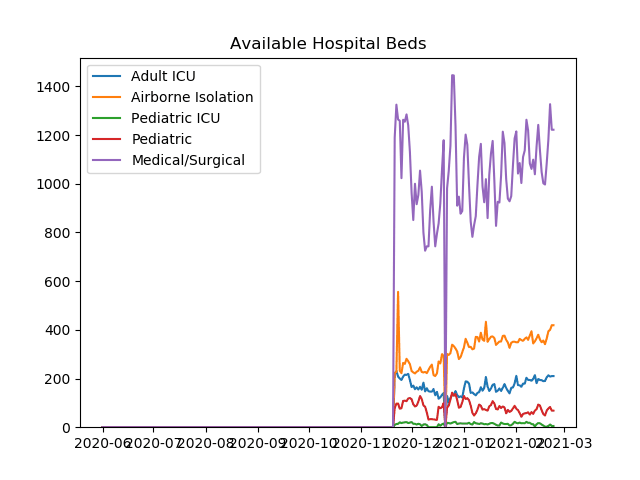 Available Hospital Beds
Adult ICU
Airborne Isolation
Pediatric ICU
Pediatric
Medical/Surgical
1400
1200
1000
800
600
400
200
0
2020-06 2020-07 2020-08 2020-09 2020-10 2020-11 2020-12 2021-01 2021-02 2021-03